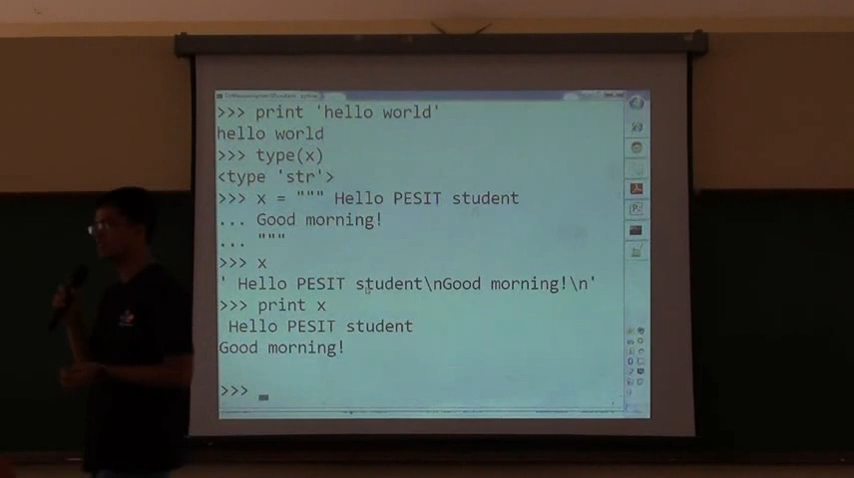 >>> print 'hello world'
hello world
>>> type(x)
<type 'str'>
>>> x = """ Hello PESIT student
... Good morning!
... """
>>> x
' Hello PESIT student\nGood morning!\n'
>>> print x
 Hello PESIT student
Good morning!
>>>